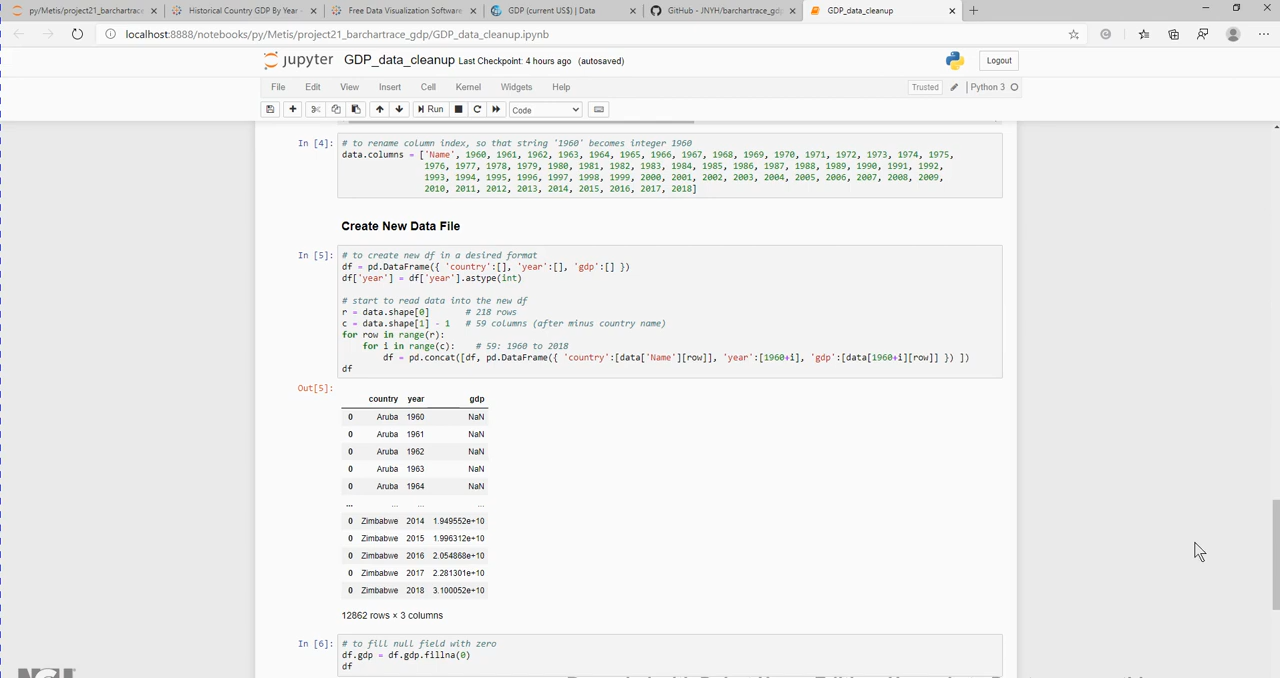 py/Metis/project21_barchartrace
Historical Country GDP By Year -
Free Data Visualization Software
GDP (current US$) | Data
GitHub - JNYH/barchartrace_gdp
GDP_data_cleanup
localhost:8888/notebooks/py/Metis/project21_barchartrace_gdp/GDP_data_cleanup.ipynb
jupyter GDP_data_cleanup Last Checkpoint: 4 hours ago (autosaved)
Logout
File Edit View Insert Cell Kernel Widgets Help
Trusted
Python 3
Run
Code
In [4]:
# to rename column index, so that string '1960' becomes integer 1960
data.columns = ['Name', 1960, 1961, 1962, 1963, 1964, 1965, 1966, 1967, 1968, 1969, 1970, 1971, 1972, 1973, 1974, 1975,
1976, 1977, 1978, 1979, 1980, 1981, 1982, 1983, 1984, 1985, 1986, 1987, 1988, 1989, 1990, 1991, 1992,
1993, 1994, 1995, 1996, 1997, 1998, 1999, 2000, 2001, 2002, 2003, 2004, 2005, 2006, 2007, 2008, 2009,
2010, 2011, 2012, 2013, 2014, 2015, 2016, 2017, 2018]
Create New Data File
In [5]:
# to create new df in a desired format
df = pd.DataFrame({ 'country':[], 'year':[], 'gdp':[] })
df['year'] = df['year'].astype(int)
# start to read data into the new df
r = data.shape[0] # 218 rows
c = data.shape[1] - 1 # 59 columns (after minus country name)
for row in range(r):
for i in range(c): # 59: 1960 to 2018
df = pd.concat([df, pd.DataFrame({ 'country':[data['Name'][row]], 'year':[1960+i], 'gdp':[data[1960+i][row]] }) ])
df
Out[5]:
country year gdp
0 Aruba 1960 NaN
0 Aruba 1961 NaN
0 Aruba 1962 NaN
0 Aruba 1963 NaN
0 Aruba 1964 NaN
... ... ... ...
0 Zimbabwe 2014 1.949552e+10
0 Zimbabwe 2015 1.996312e+10
0 Zimbabwe 2016 2.054868e+10
0 Zimbabwe 2017 2.281301e+10
0 Zimbabwe 2018 3.100052e+10
12862 rows × 3 columns
In [6]:
# to fill null field with zero
df.gdp = df.gdp.fillna(0)
df